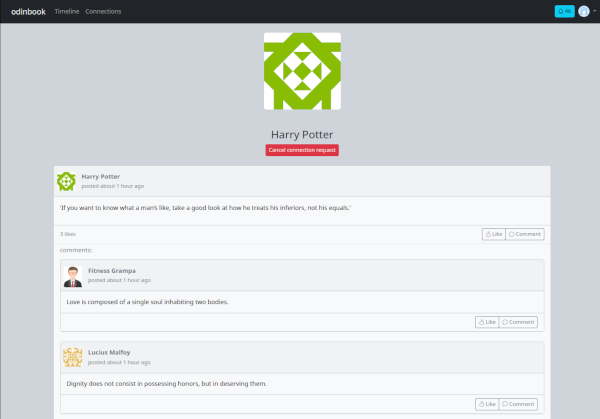 odinbook Timeline Connections
Harry Potter
Cancel connection request
Harry Potter
posted about 1 hour ago
'If you want to know what a man's like, take a good look at how he treats his inferiors, not his equals.'
3 likes Like Comment
comments:
Fitness Grampa
posted about 1 hour ago
Love is composed of a single soul inhabiting two bodies.
Like Comment
Lucius Malfoy
posted about 1 hour ago
Dignity does not consist in possessing honors, but in deserving them.
Like Comment